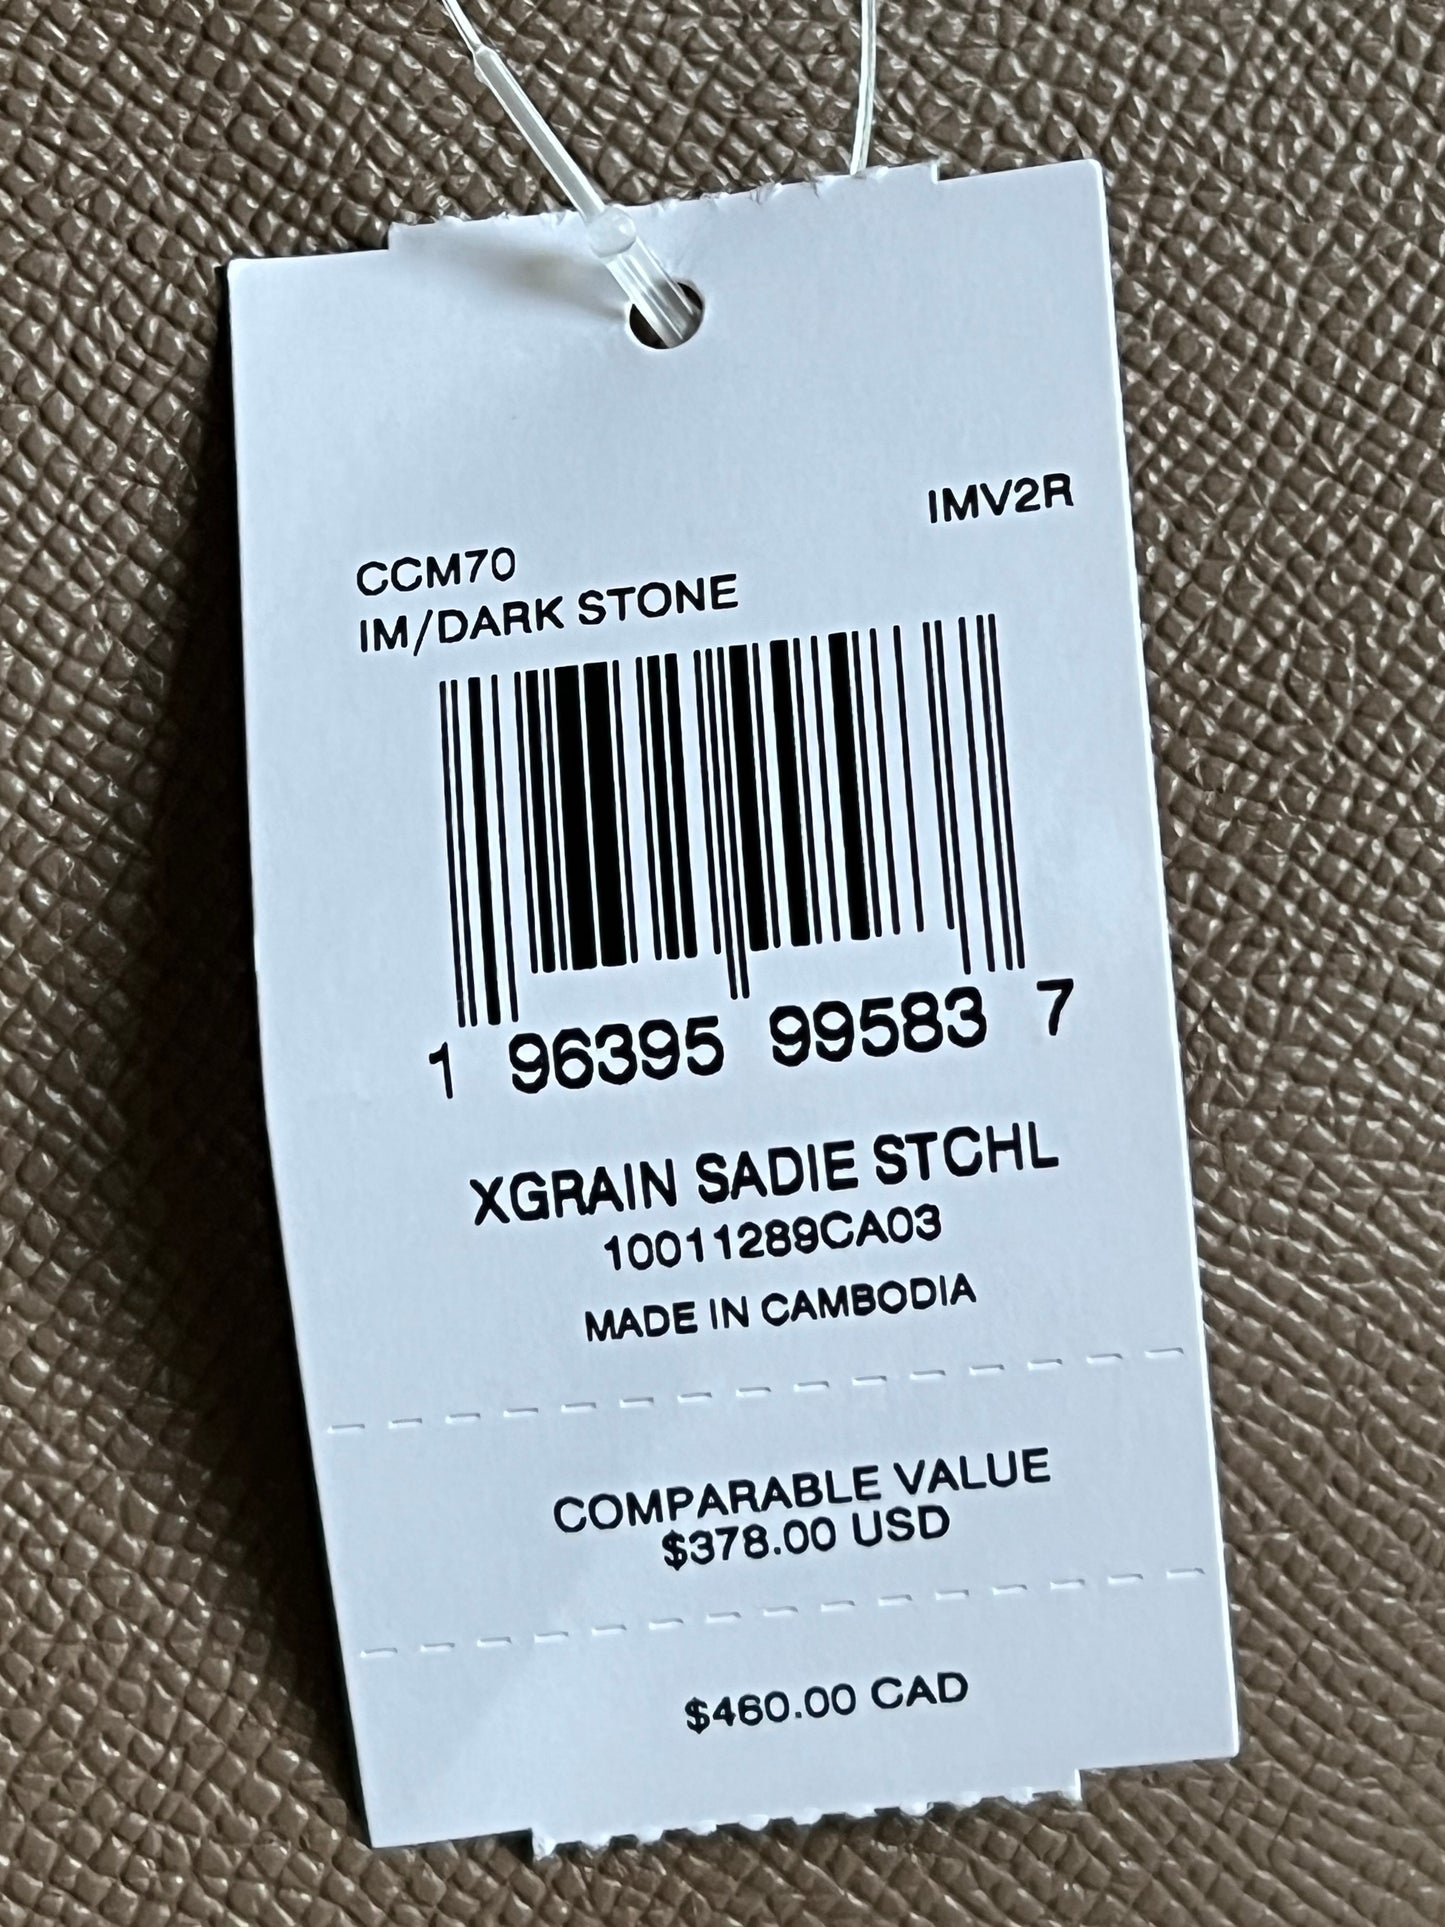 IMV2R
CCM70
IM/DARK STONE
1 96395 99583 7
XGRAIN SADIE STCHL
10011289CA03
MADE IN CAMBODIA
COMPARABLE VALUE
$378.00 USD
$460.00 CAD